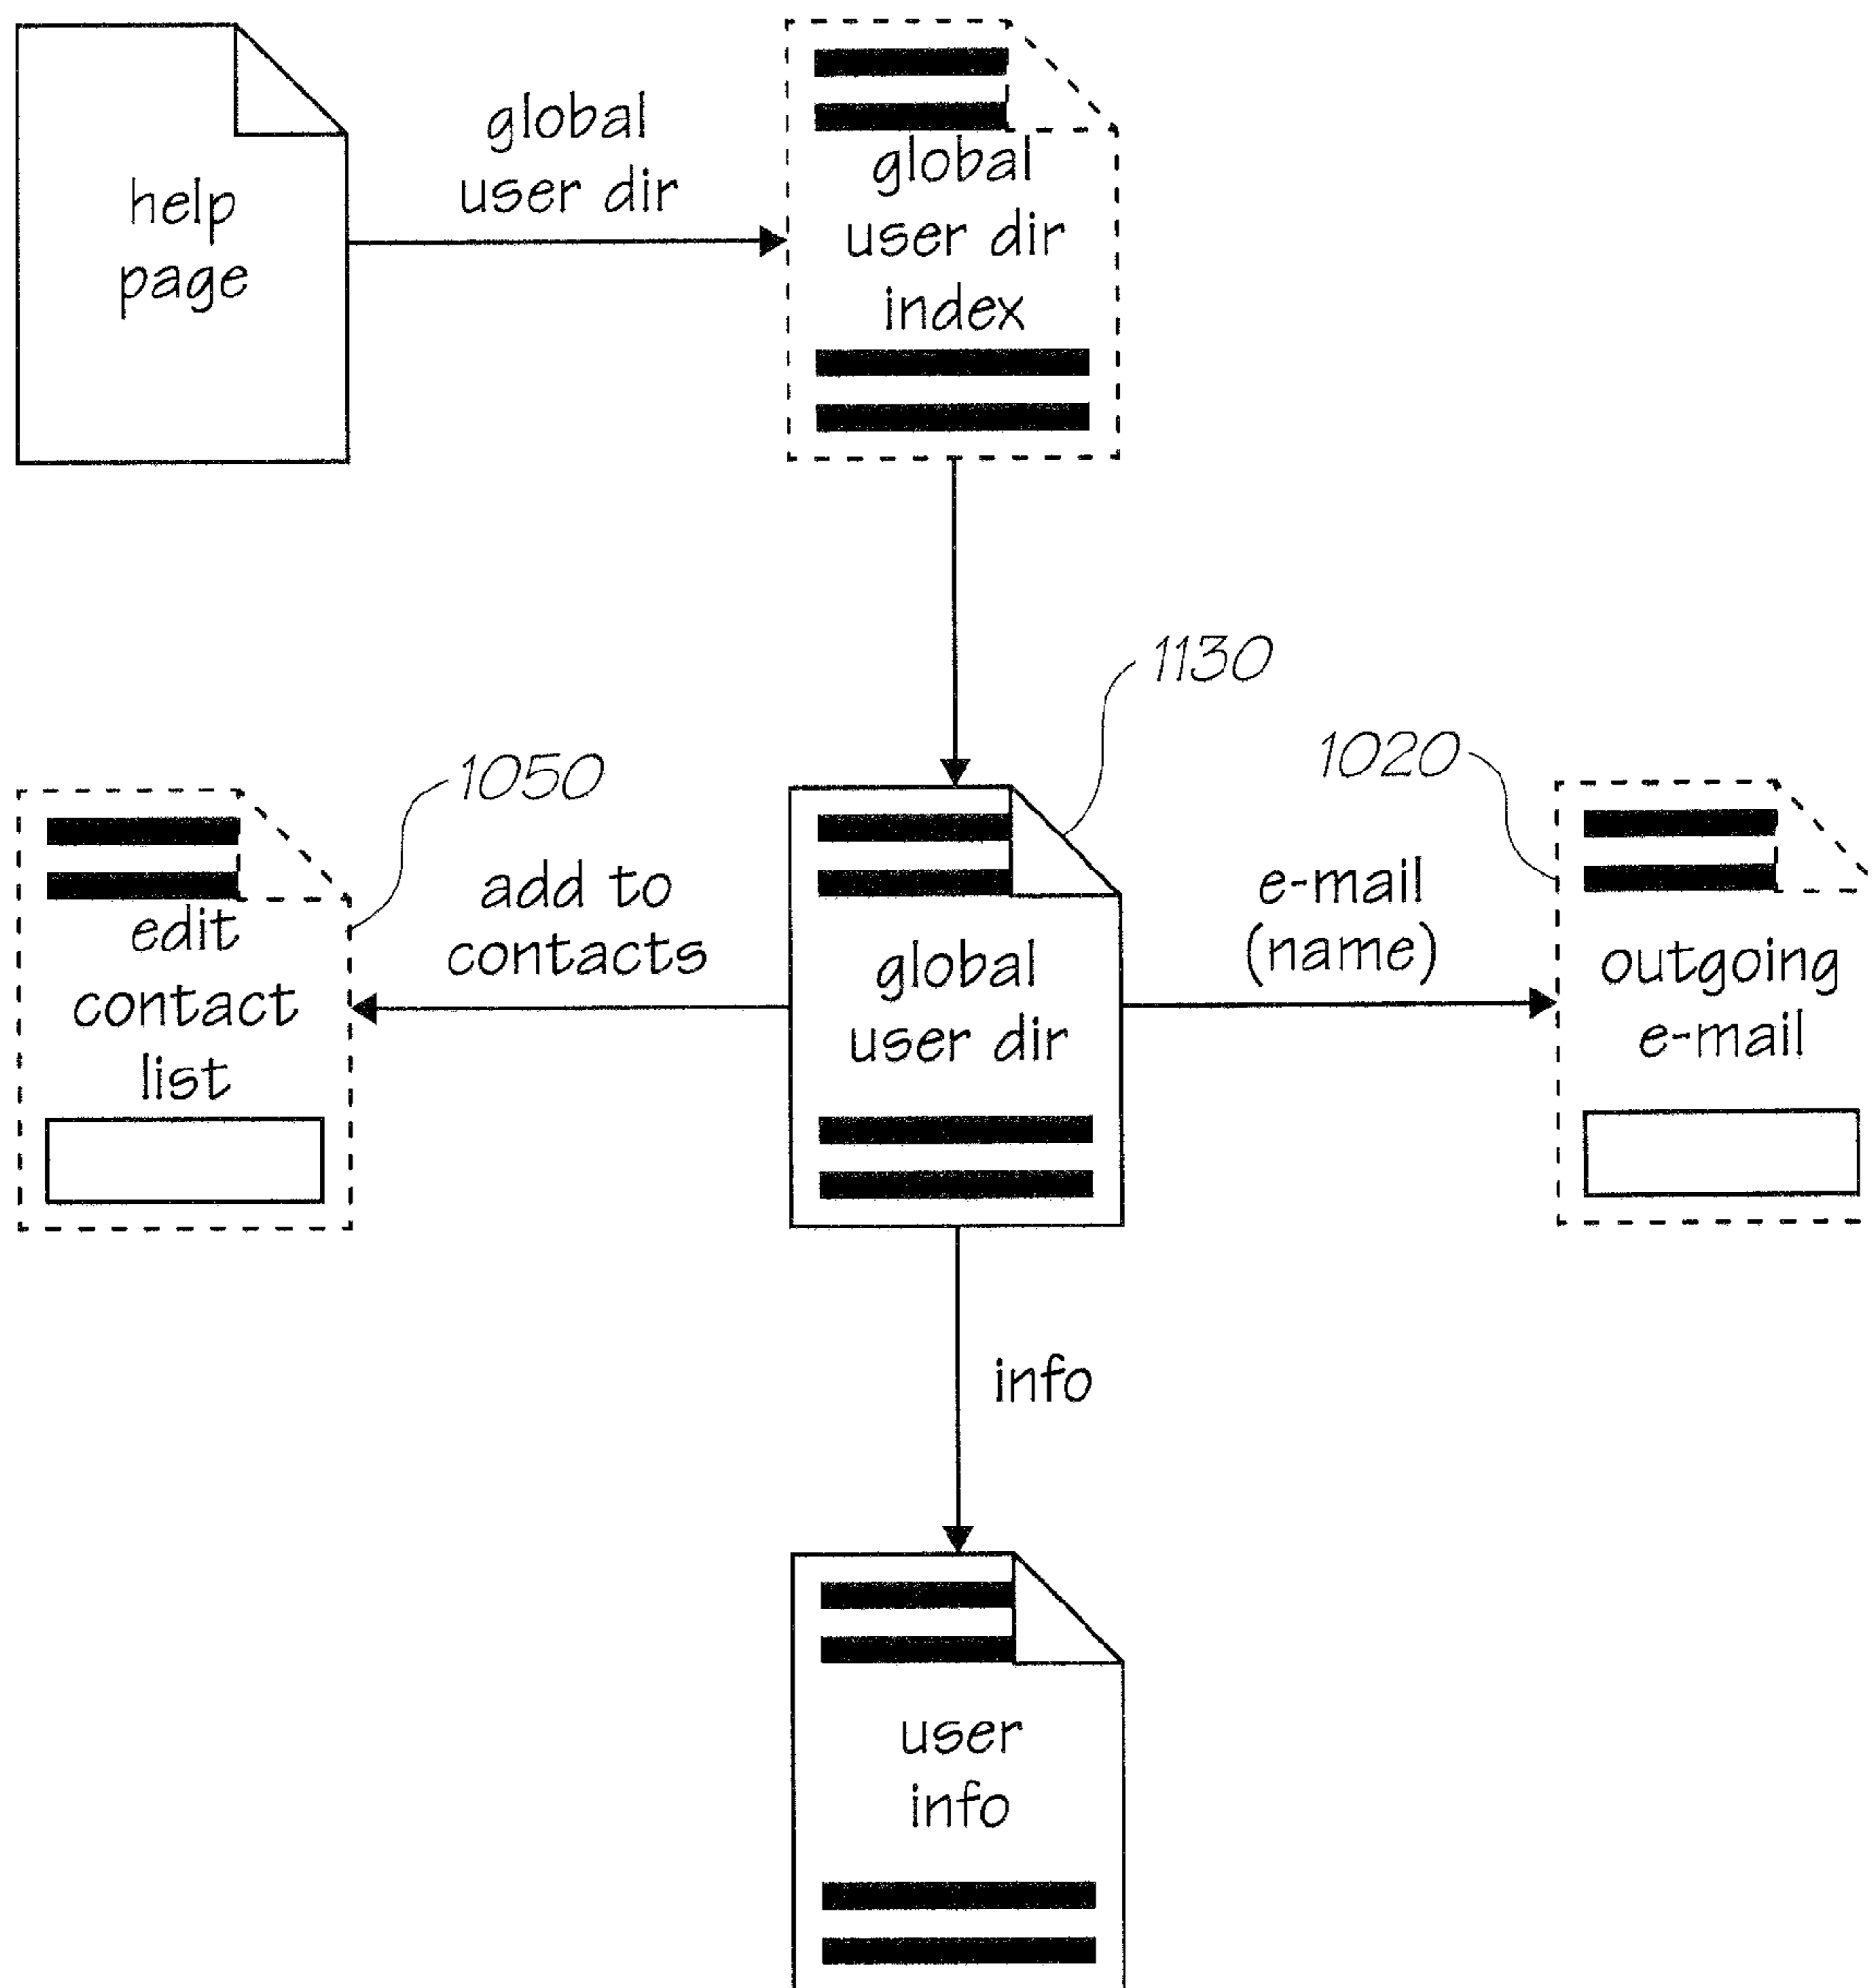 help
page
global
user dir
global
user dir
index
1130
1050
1020
edit
contact
list
add to
contacts
global
user dir
e-mail
(name)
outgoing
e-mail
info
user
info